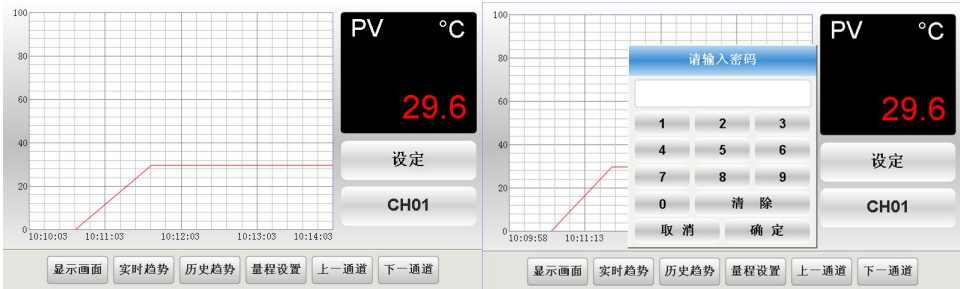 100
80
60
40
20
0
10:10:03 10:11:03 10:12:03 10:13:03 10:14:03
PV °C
29.6
设定
CH01
显示画面 实时趋势 历史趋势 量程设置 上一通道 下一通道
100
80
60
40
20
0
10:09:58 10:11:13
请输入密码
1 2 3
4 5 6
7 8 9
0 清 除
取 消 确 定
PV °C
29.6
设定
CH01
显示画面 实时趋势 历史趋势 量程设置 上一通道 下一通道